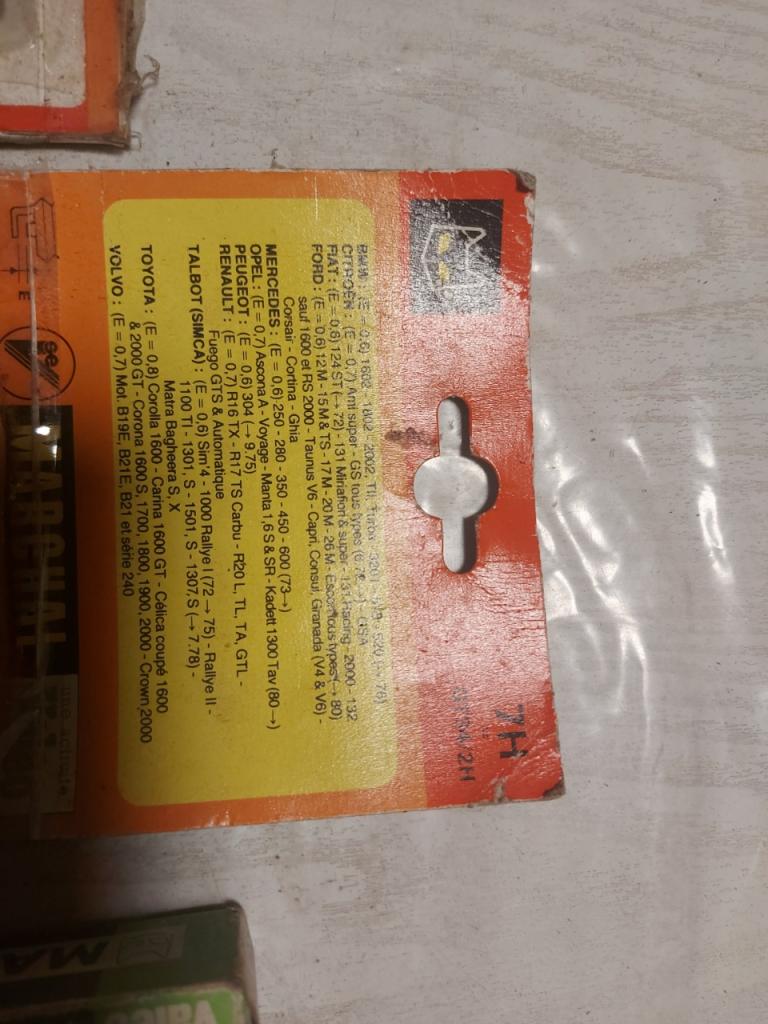 7H
2H
BMW : (E = 0,6) 1602 - 1802 - 2002, TII, Turbo - 320 520 76)
CITROËN : (E = 0,7) Ami super - GS tous types
FIAT : (E = 0,6) 124 ST (→ 72) - 131 Miriafiori & super - 131 Racing - 2000 - 132
FORD : (E = 0,6) 12 M - 15 M & TS - 17 M - 20 M - 26 M - Escort tous types (→ 80)
sauf 1600 et RS 2000 - Taunus V6 - Capri, Consul, Granada (V4 & V6) -
Corsair - Cortina - Ghia
MERCEDES : (E = 0,6) 250 - 280 - 350 - 450 - 600 (73→)
OPEL : (E = 0,7) Ascona A - Voyage - Manta 1,6 S & SR - Kadett 1300 Tav (80 →)
PEUGEOT : (E = 0,6) 304 (→ 9.75)
RENAULT : (E = 0,7) R16 TX - R17 TS Carbu - R20 L, TL, TA, GTL -
Fuego GTS & Automatique
TALBOT (SIMCA) : (E = 0,6) Sim'4 - 1000 Rallye I (72 → 75) - Rallye II -
1100 TI - 1301, S - 1501, S - 1307,S (→ 7.78) -
Matra Bagheera S, X
TOYOTA : (E = 0,8) Corolla 1600 - Carina 1600 GT - Célica coupé 1600
& 2000 GT - Corona 1600 S, 1700, 1800, 1900, 2000 - Crown 2000
VOLVO : (E = 0,7) Mot. B19E, B21E, B21 et série 240
E
sev
MARCHAL
MA